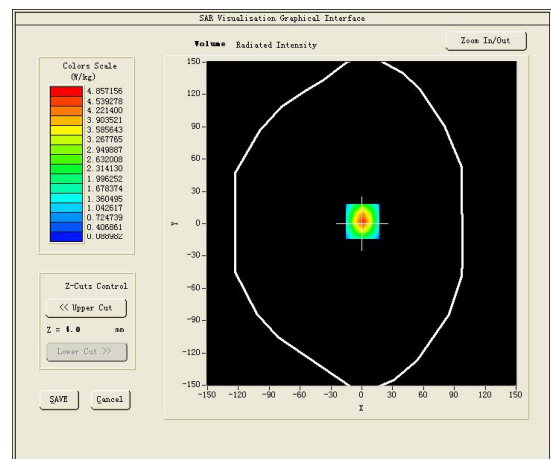 SAR Visualisation Graphical Interface
Volume Radiated Intensity
Zoom In/Out
Colors Scale
(W/kg)
4.857156
4.539278
4.221400
3.903521
3.585643
3.267765
2.949887
2.632008
2.314130
1.996252
1.678374
1.360495
1.042617
0.724739
0.406861
0.088982
Z-Cuts Control
<< Upper Cut
Z = 4.0 mm
Lower Cut >>
SAVE Cancel
150
120
90
60
30
0
-30
-60
-90
-120
-150
Y
-150 -120 -90 -60 -30 0 30 60 90 120 150
X